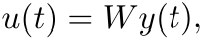 u(t) = Wy(t),